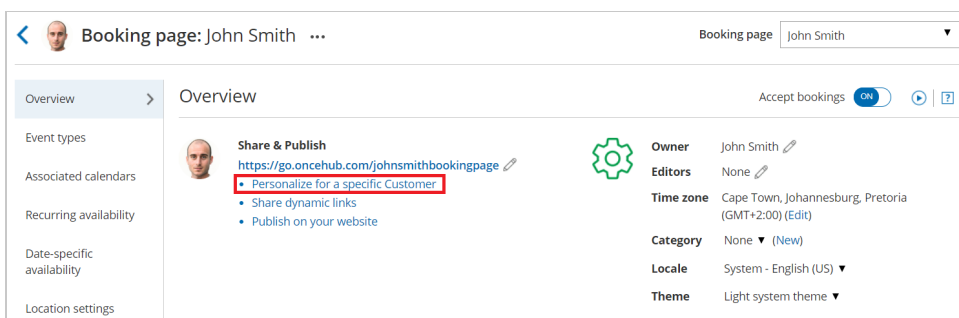 Booking page: John Smith ...
Booking page John Smith
Overview
Event types
Associated calendars
Recurring availability
Date-specific
availability
Location settings
Overview
Accept bookings ON
?
Share & Publish
https://go.oncehub.com/johnsmithbookingpage
• Personalize for a specific Customer
• Share dynamic links
• Publish on your website
Owner John Smith
Editors None
Time zone Cape Town, Johannesburg, Pretoria
(GMT+2:00) (Edit)
Category None (New)
Locale System - English (US)
Theme Light system theme